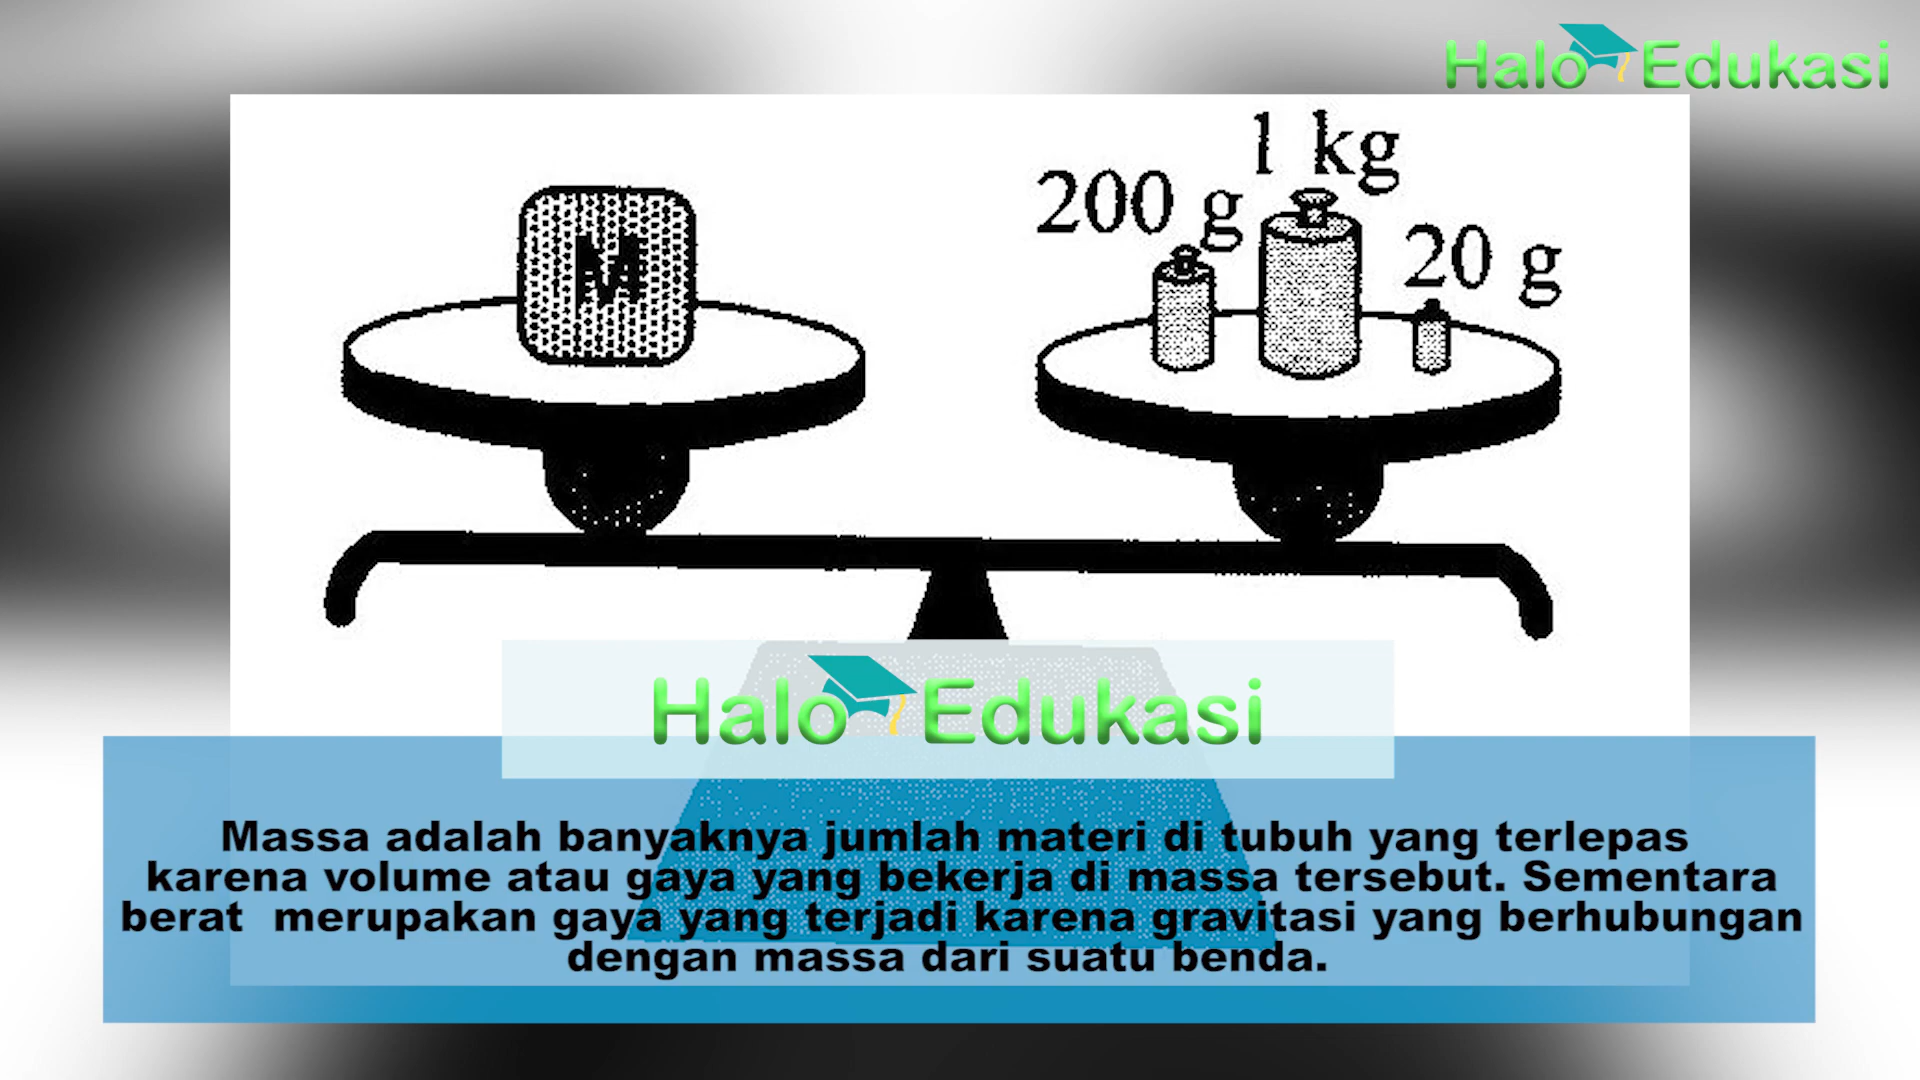 Halo Edukasi
1 kg
200 g
20 g
M
Halo Edukasi
Massa adalah banyaknya jumlah materi di tubuh yang terlepas
karena volume atau gaya yang bekerja di massa tersebut. Sementara
berat merupakan gaya yang terjadi karena gravitasi yang berhubungan
dengan massa dari suatu benda.